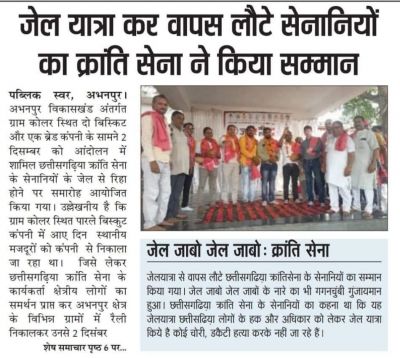 जेल यात्रा कर वापस लौटे सेनानियों
का क्रांति सेना ने किया सम्मान
पब्लिक स्वर, अभनपुर।
अभनपुर विकासखंड अंतर्गत
ग्राम कोलर स्थित दो बिस्किट
और एक ब्रेड कंपनी के सामने 2
दिसम्बर को आंदोलन में
शामिल छत्तीसगढ़िया क्रांति सेना
के सेनानियों के जेल से रिहा
होने पर समारोह आयोजित
किया गया। उल्लेखनीय है कि
ग्राम कोलर स्थित पारले बिस्कुट
कंपनी में आए दिन स्थानीय
मजदूरों को कंपनी से निकाला
जा रहा था। जिसे लेकर
छत्तीसगढ़िया क्रांति सेना के
कार्यकर्ता क्षेत्रीय लोगों का
समर्थन प्राप्त कर अभनपुर क्षेत्र
के विभिन्न ग्रामों में रैली
निकालकर उनसे 2 दिसंबर
शेष समाचार पृष्ठ 6 पर...
जेल जाबो जेल जाबो: क्रांति सेना
जेलयात्रा से वापस लौटे छत्तीसगढ़िया क्रांतिसेना के सेनानियों का सम्मान
किया गया। जेल जाबो जेल जाबो के नारे का भी गगनचुंबी गूंजायमान
हुआ। छत्तीसगढ़िया क्रांति सेना के सेनानियों का कहना था कि यह
जेलयात्रा छत्तीसढ़िया लोगों के हक और अधिकार को लेकर जेल यात्रा
किये है कोई चोरी, डकैटी हत्या करके नहीं जा रहे हैं।